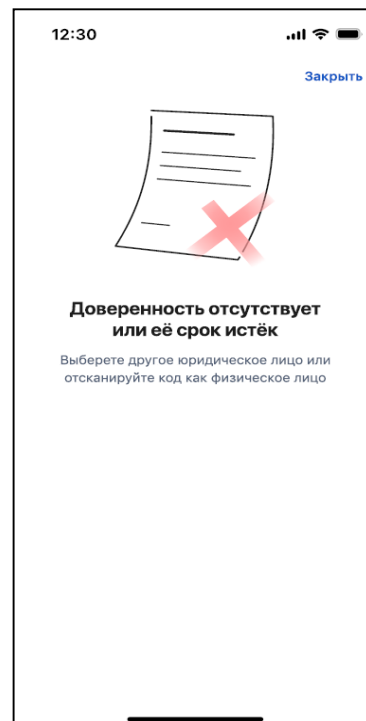 12:30
Закрыть
Доверенность отсутствует
или её срок истёк
Выберете другое юридическое лицо или
отсканируйте код как физическое лицо